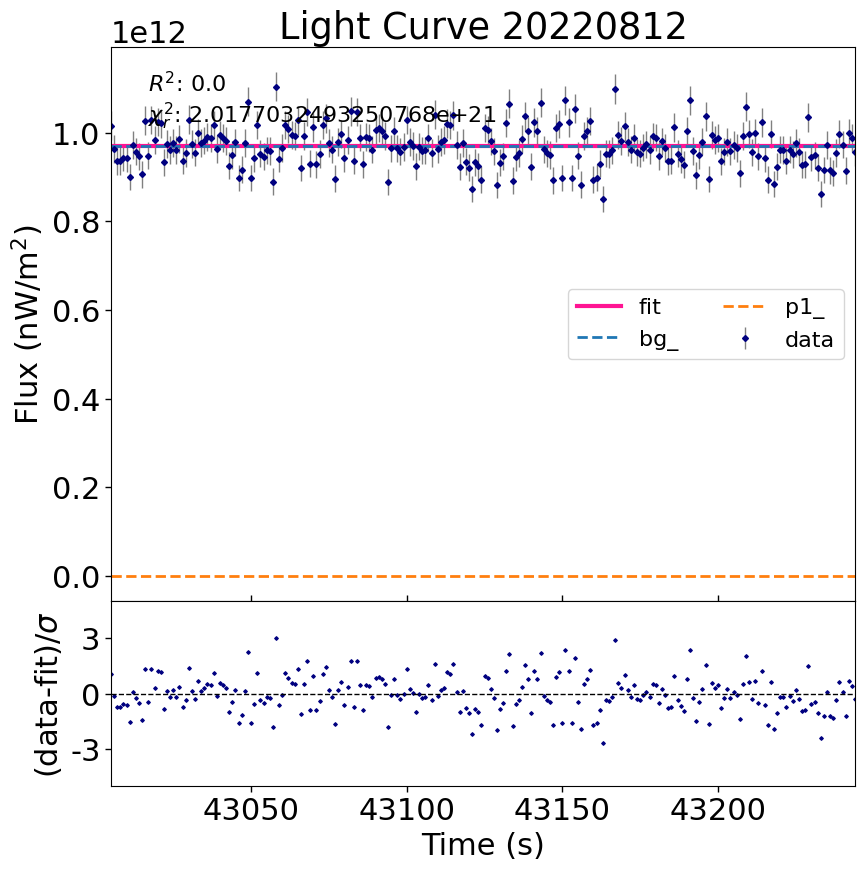 Light Curve 20220812
1e12
R²: 0.0
χ²: 2.0177032493250768e+21
1.0
0.8
0.6
0.4
0.2
0.0
Flux (nW/m²)
fit
bg_
p1_
data
3
0
-3
(data-fit)/σ
43050
43100
43150
43200
Time (s)